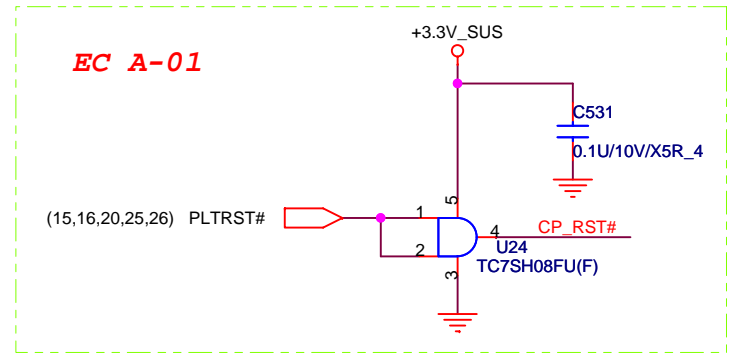 +3.3V_SUS
EC A-01
C531
0.1U/10V/X5R_4
(15,16,20,25,26) PLTRST#
1
5
2
4
CP_RST#
U24
TC7SH08FU(F)
3